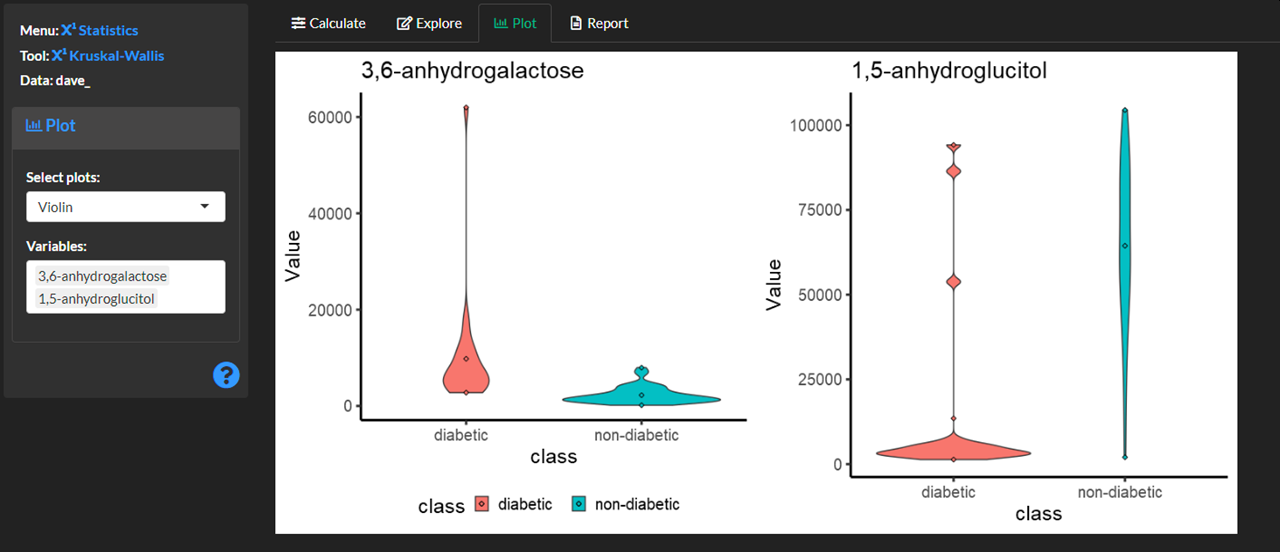 Menu: X¹ Statistics
Tool: X¹ Kruskal-Wallis
Data: dave_
Plot
Select plots:
Violin
Variables:
3,6-anhydrogalactose
1,5-anhydroglucitol
?
Calculate Explore Plot Report
3,6-anhydrogalactose
60000
40000
20000
0
Value
diabetic non-diabetic
class
class diabetic non-diabetic
1,5-anhydroglucitol
100000
75000
50000
25000
0
Value
diabetic non-diabetic
class